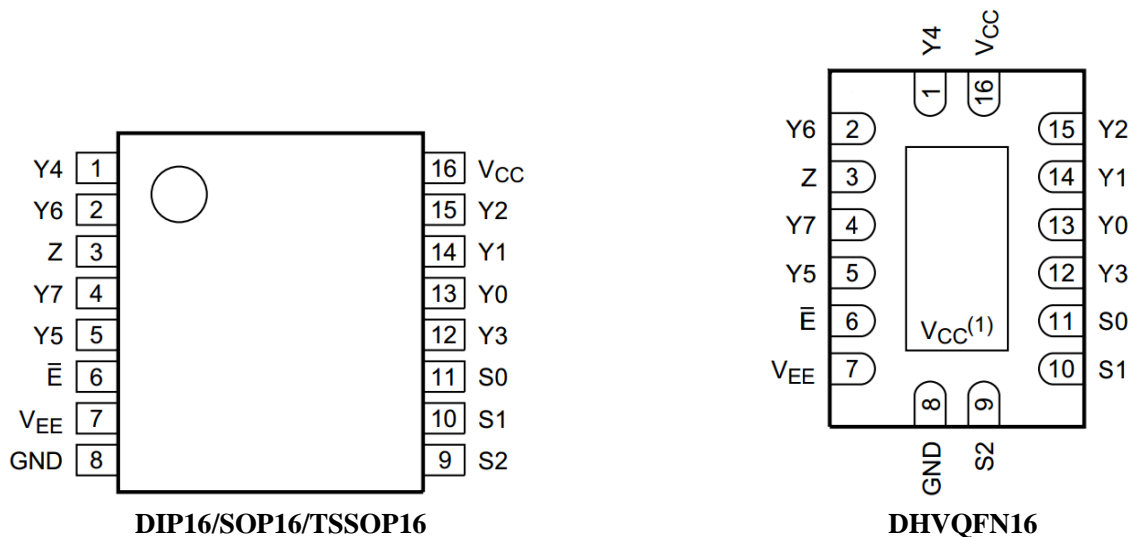 Y4 1 16 VCC
Y6 2 15 Y2
Z 3 14 Y1
Y7 4 13 Y0
Y5 5 12 Y3
E̅ 6 11 S0
VEE 7 10 S1
GND 8 9 S2
DIP16/SOP16/TSSOP16
Y4 VCC
1 16
Y6 2 15 Y2
Z 3 14 Y1
Y7 4 13 Y0
Y5 5 12 Y3
E̅ 6 11 S0
VCC(1)
VEE 7 10 S1
8 9
GND S2
DHVQFN16